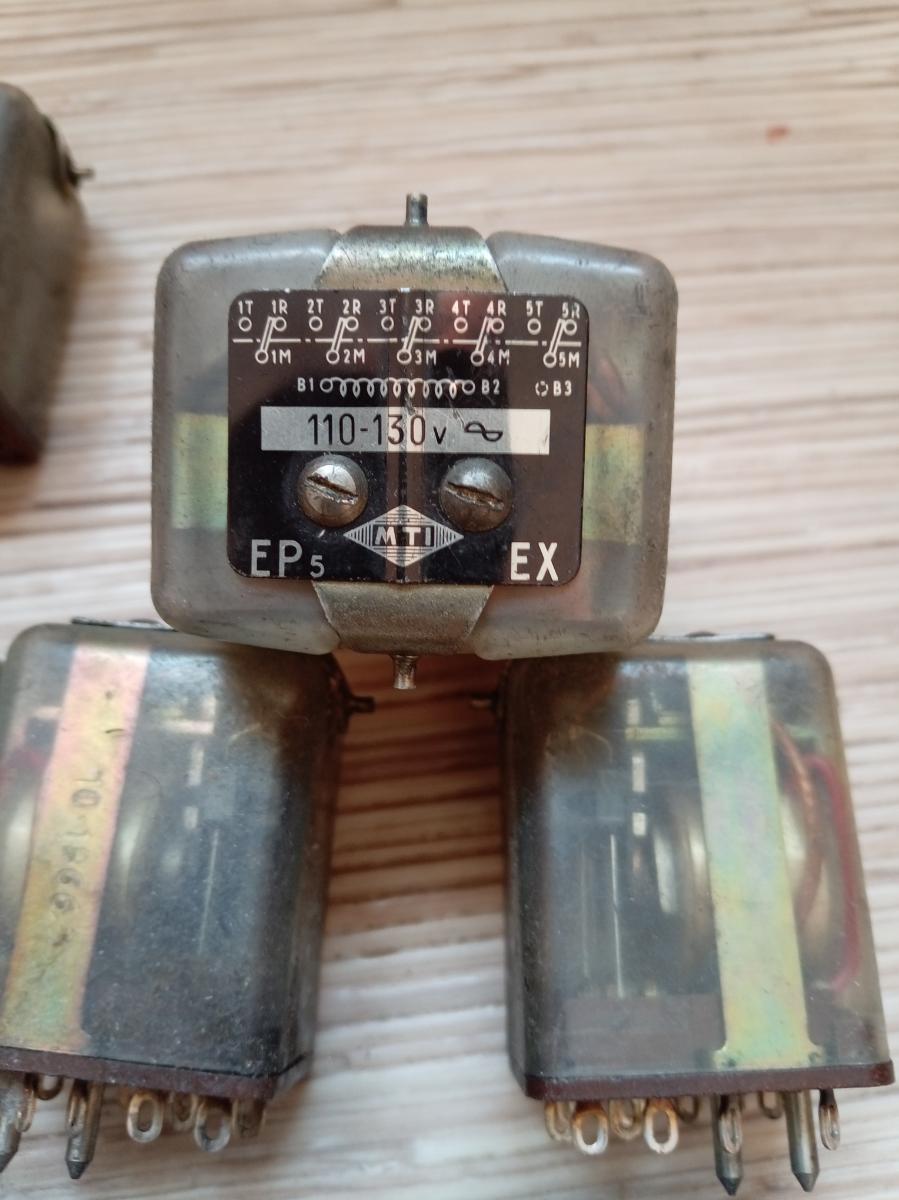 1T 1R 2T 2R 3T 3R 4T 4R 5T 5R
1M 2M 3M 4M 5M
B1 B2 B3
110-130 v
MTI
EP5 EX